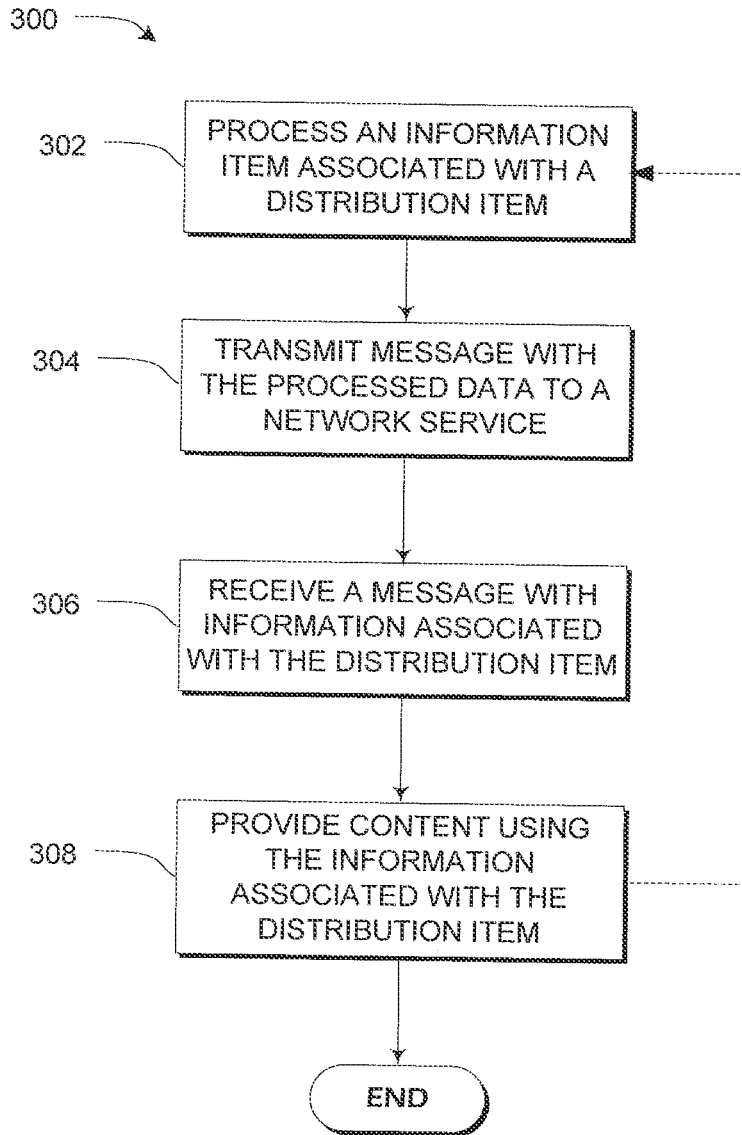 300
302
PROCESS AN INFORMATION
ITEM ASSOCIATED WITH A
DISTRIBUTION ITEM
304
TRANSMIT MESSAGE WITH
THE PROCESSED DATA TO A
NETWORK SERVICE
306
RECEIVE A MESSAGE WITH
INFORMATION ASSOCIATED
WITH THE DISTRIBUTION ITEM
308
PROVIDE CONTENT USING
THE INFORMATION
ASSOCIATED WITH THE
DISTRIBUTION ITEM
END